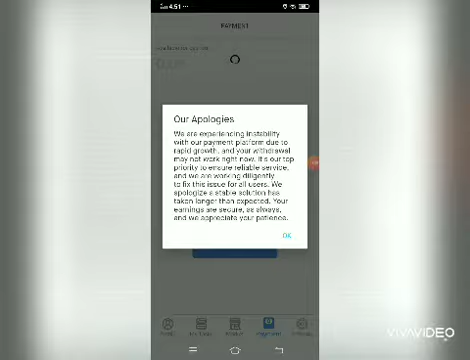 4:51
PAYMENT
Our Apologies
We are experiencing instability
with our payment platform due to
rapid growth, and your withdrawal
may not work right now. It's our top
priority to ensure reliable service,
and we are working diligently
to fix this issue for all users. We
apologize a stable solution has
taken longer than expected. Your
earnings are secure, as always,
and we appreciate your patience.
OK
Payment
VIVAVIDEO